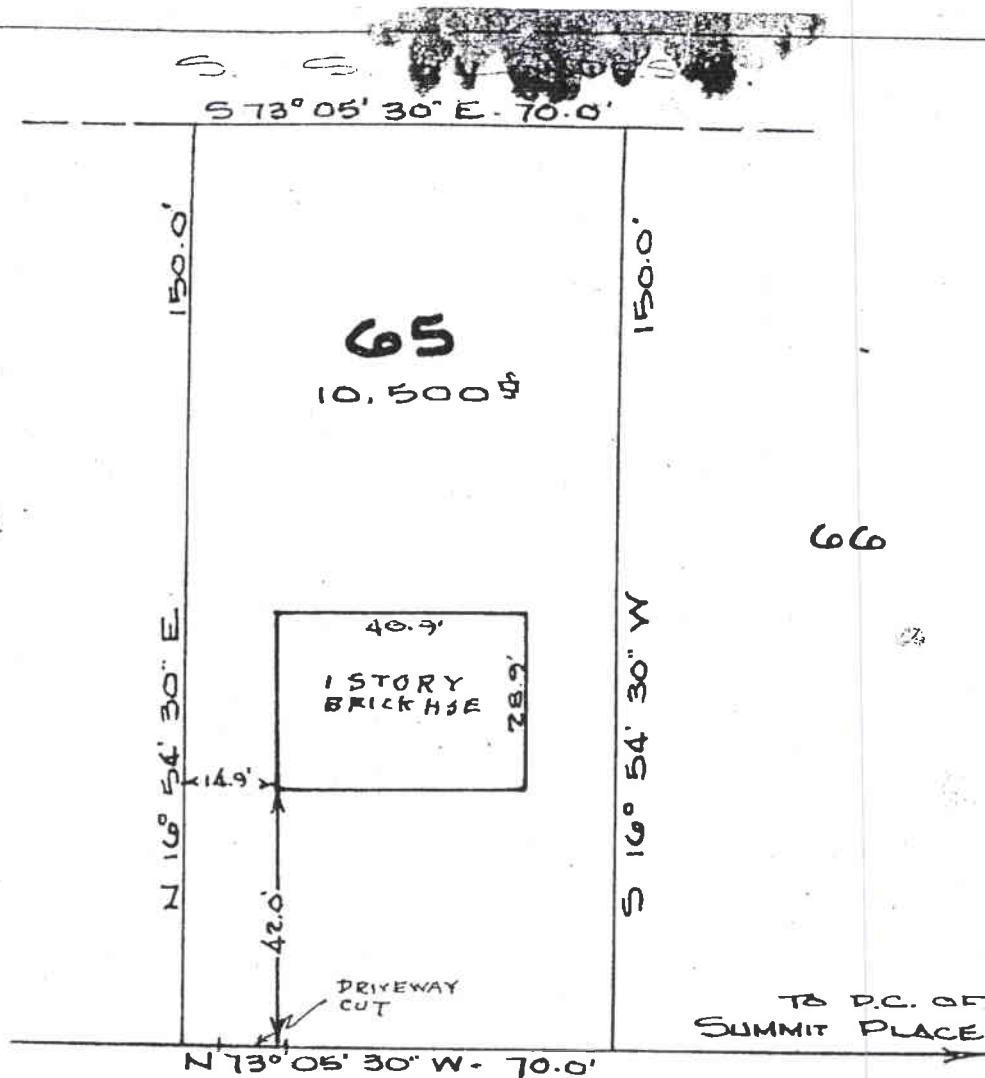 S. S. S
S 73° 05' 30" E. 70.0'
150.0'
150.0'
65
10,500
66
40.9'
1 STORY
BRICK HSE
28.9'
N 16° 54' 30" E
S 16° 54' 30" W
14.9'
42.0'
DRIVEWAY
CUT
TO P.C. OF
SUMMIT PLACE
N 73° 05' 30" W. 70.0'